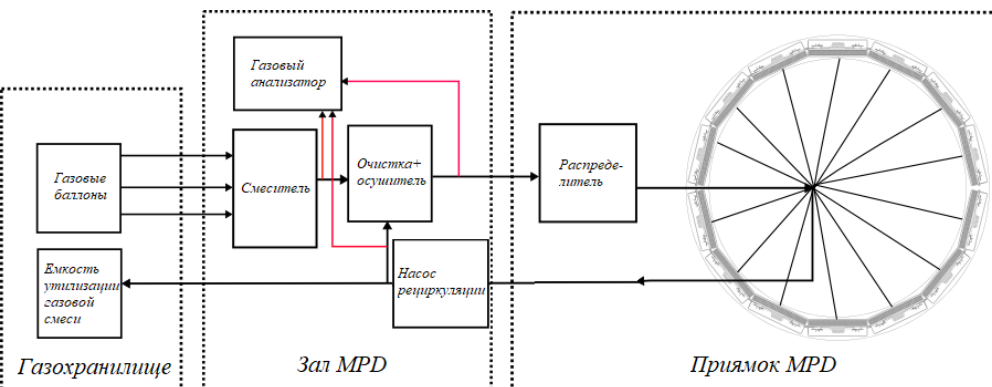 Газовый
анализатор
Газовые
баллоны
Смеситель
Очистка+
осушитель
Распреде-
литель
Емкость
утилизации
газовой
смеси
Насос
рециркуляции
Газохранилище
Зал MPD
Приямок MPD